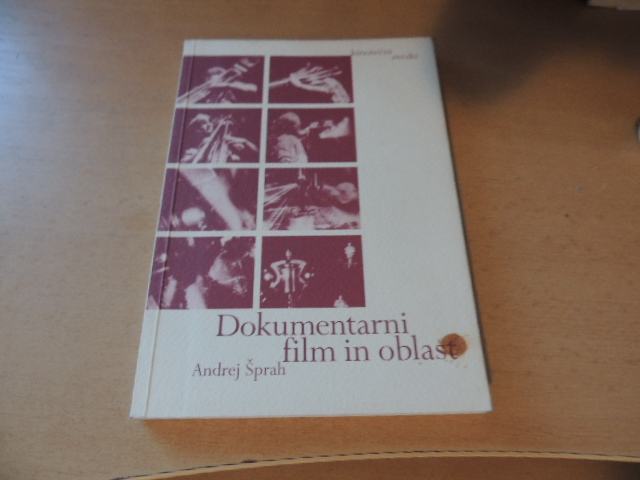 Dokumentarni
film in oblast
Andrej Šprah